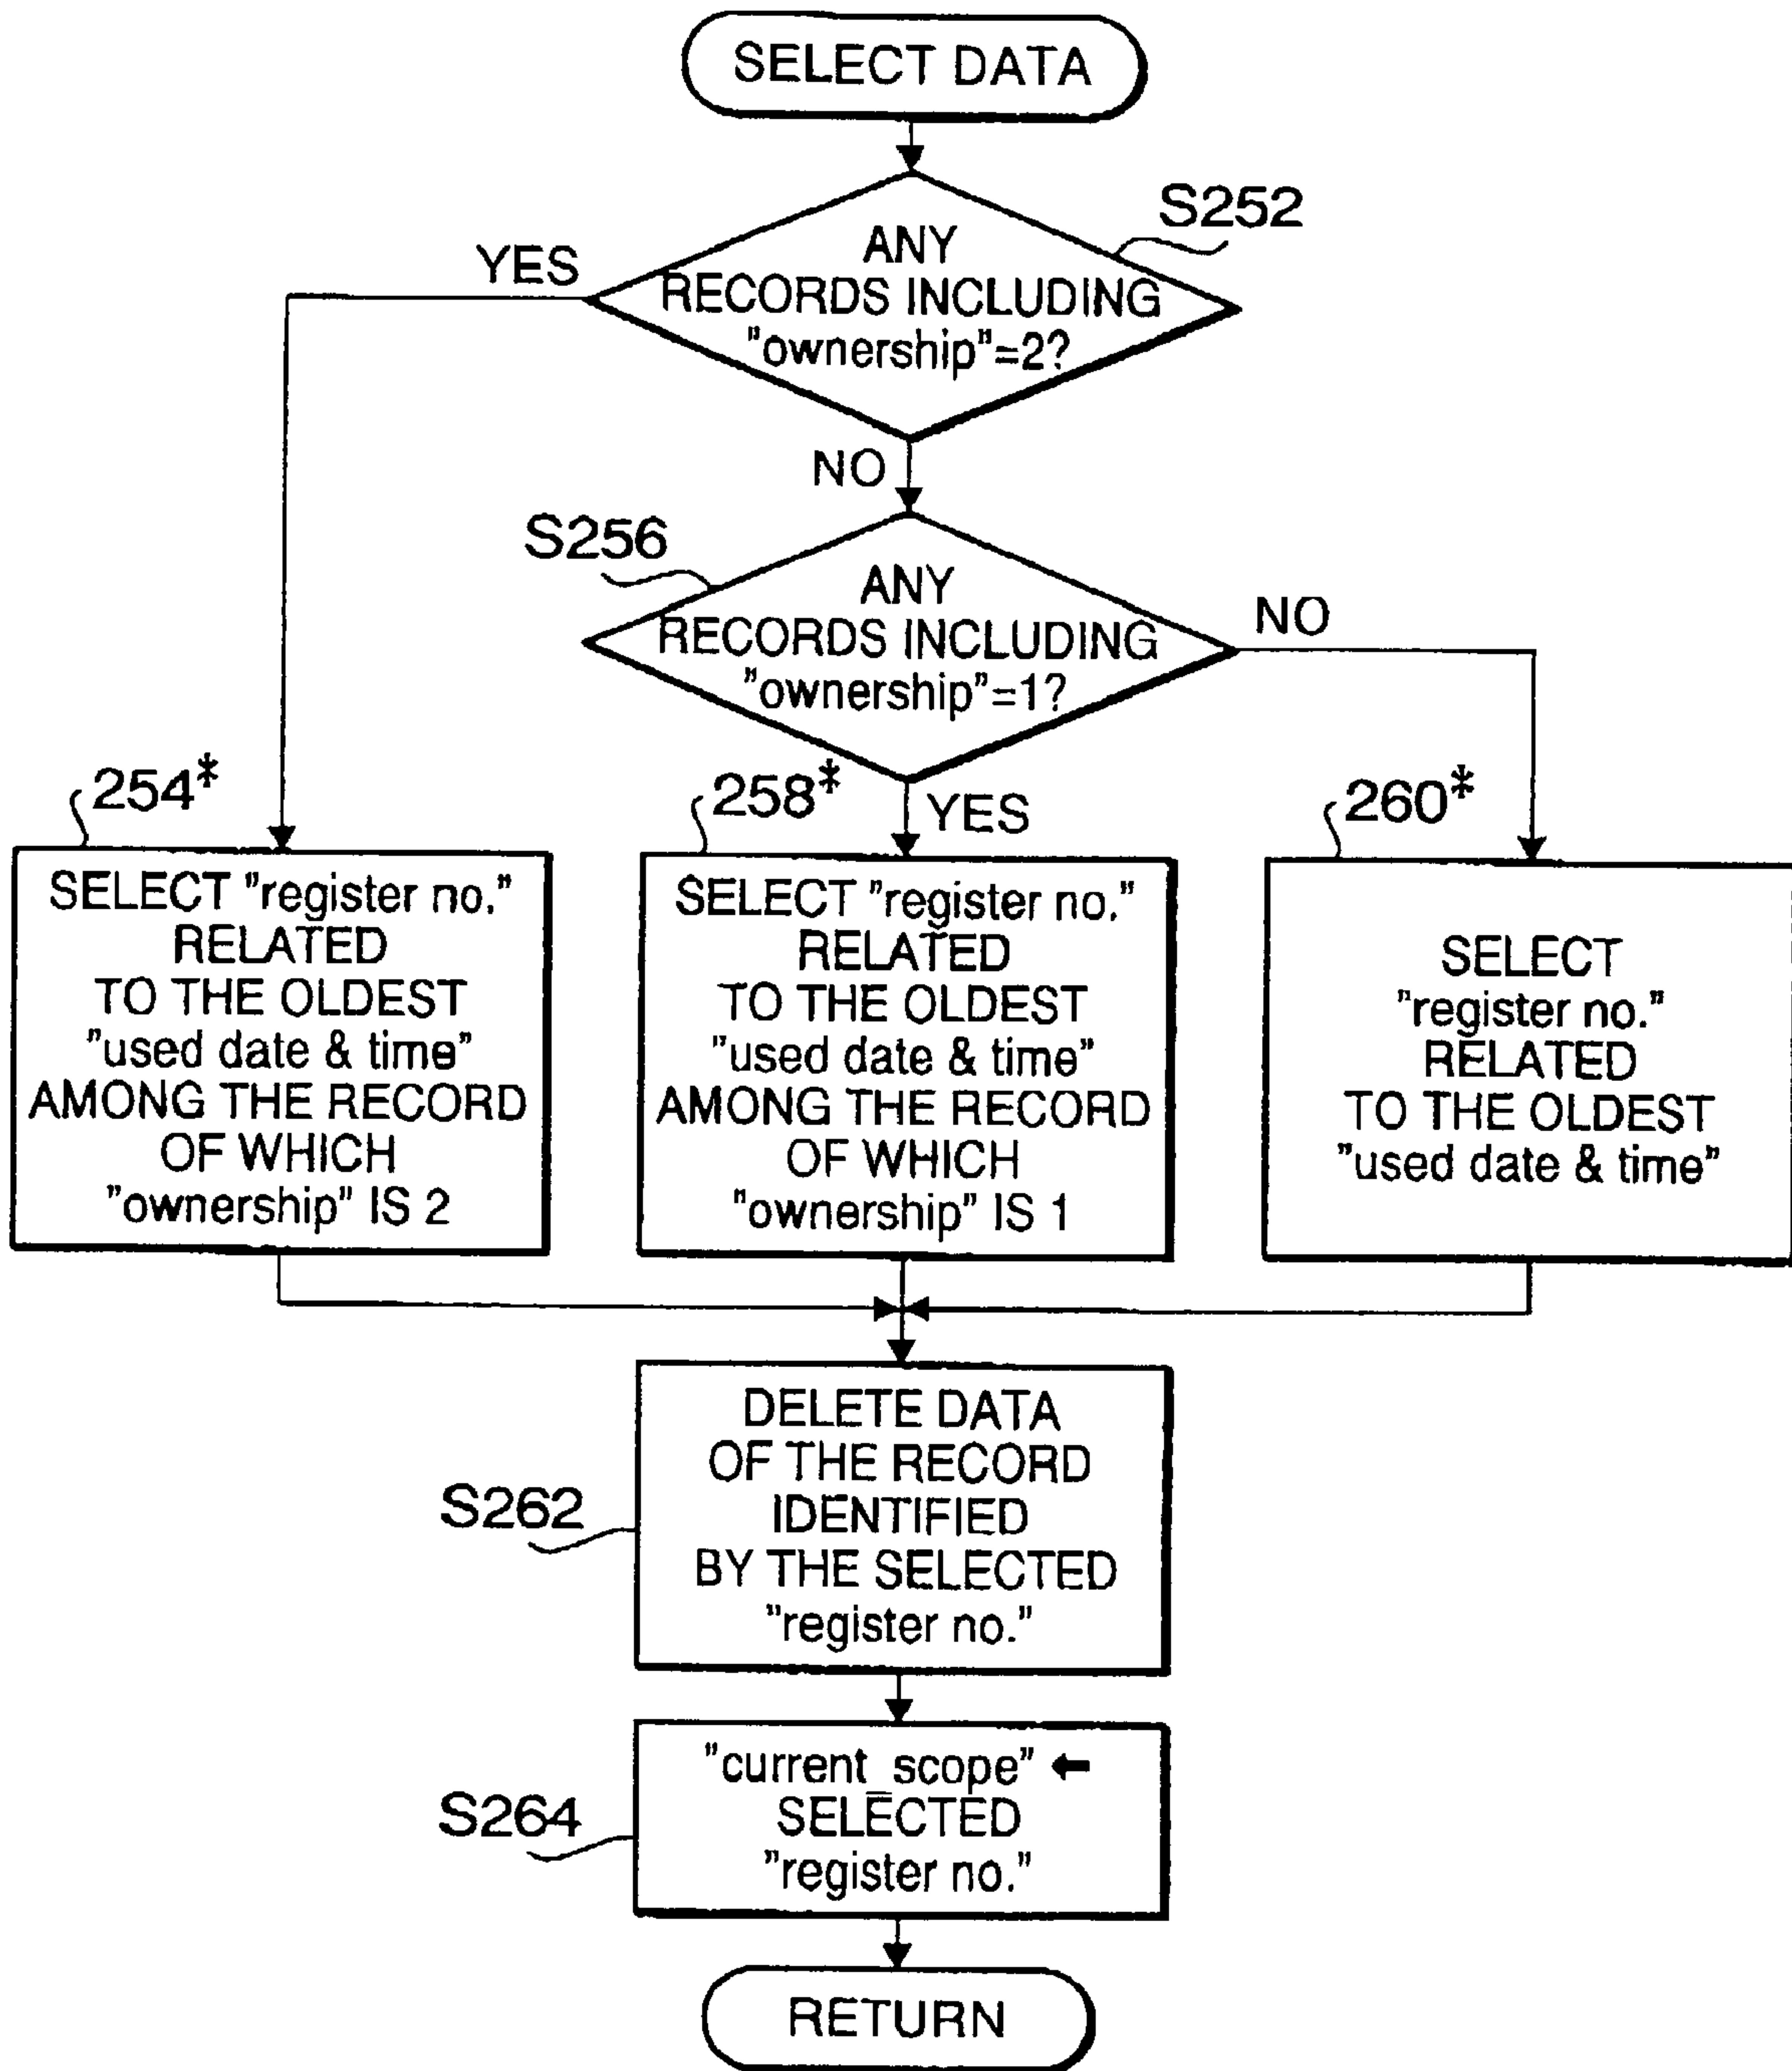 SELECT DATA
S252
YES
ANY
RECORDS INCLUDING
"ownership"=2?
NO
S256
ANY
RECORDS INCLUDING
"ownership"=1?
NO
YES
254*
SELECT "register no."
RELATED
TO THE OLDEST
"used date & time"
AMONG THE RECORD
OF WHICH
"ownership" IS 2
258*
SELECT "register no."
RELATED
TO THE OLDEST
"used date & time"
AMONG THE RECORD
OF WHICH
"ownership" IS 1
260*
SELECT
"register no."
RELATED
TO THE OLDEST
"used date & time"
S262
DELETE DATA
OF THE RECORD
IDENTIFIED
BY THE SELECTED
"register no."
S264
"current_scope" ←
SELECTED
"register no."
RETURN